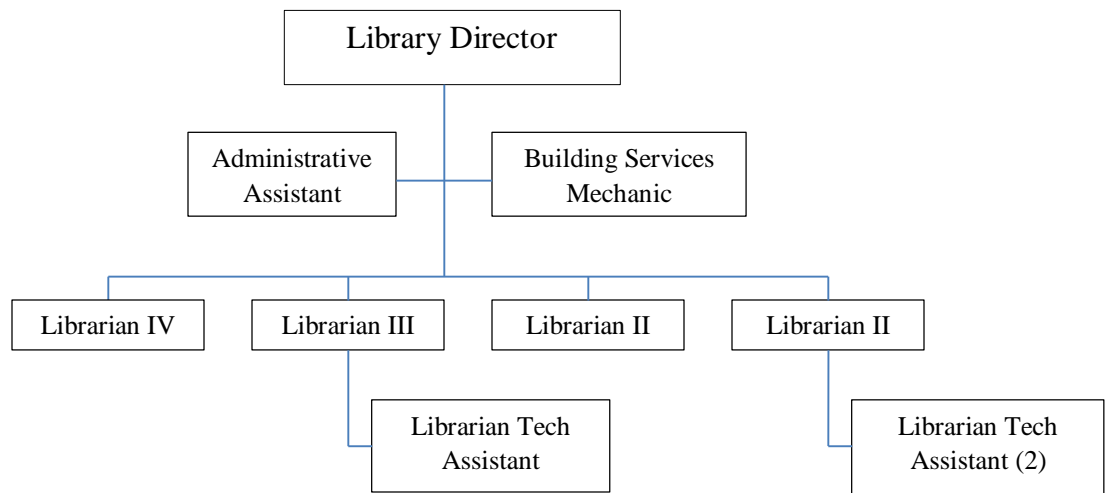 Library Director
Administrative
Assistant
Building Services
Mechanic
Librarian IV
Librarian III
Librarian II
Librarian II
Librarian Tech
Assistant
Librarian Tech
Assistant (2)